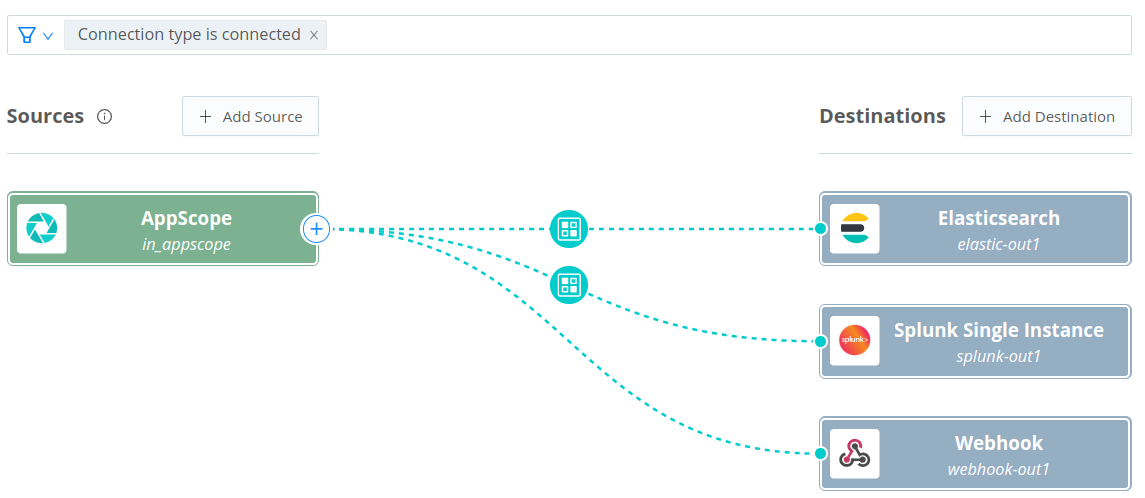 Connection type is connected x
Sources
+ Add Source
Destinations
+ Add Destination
AppScope
in_appscope
Elasticsearch
elastic-out1
splunk>
Splunk Single Instance
splunk-out1
Webhook
webhook-out1